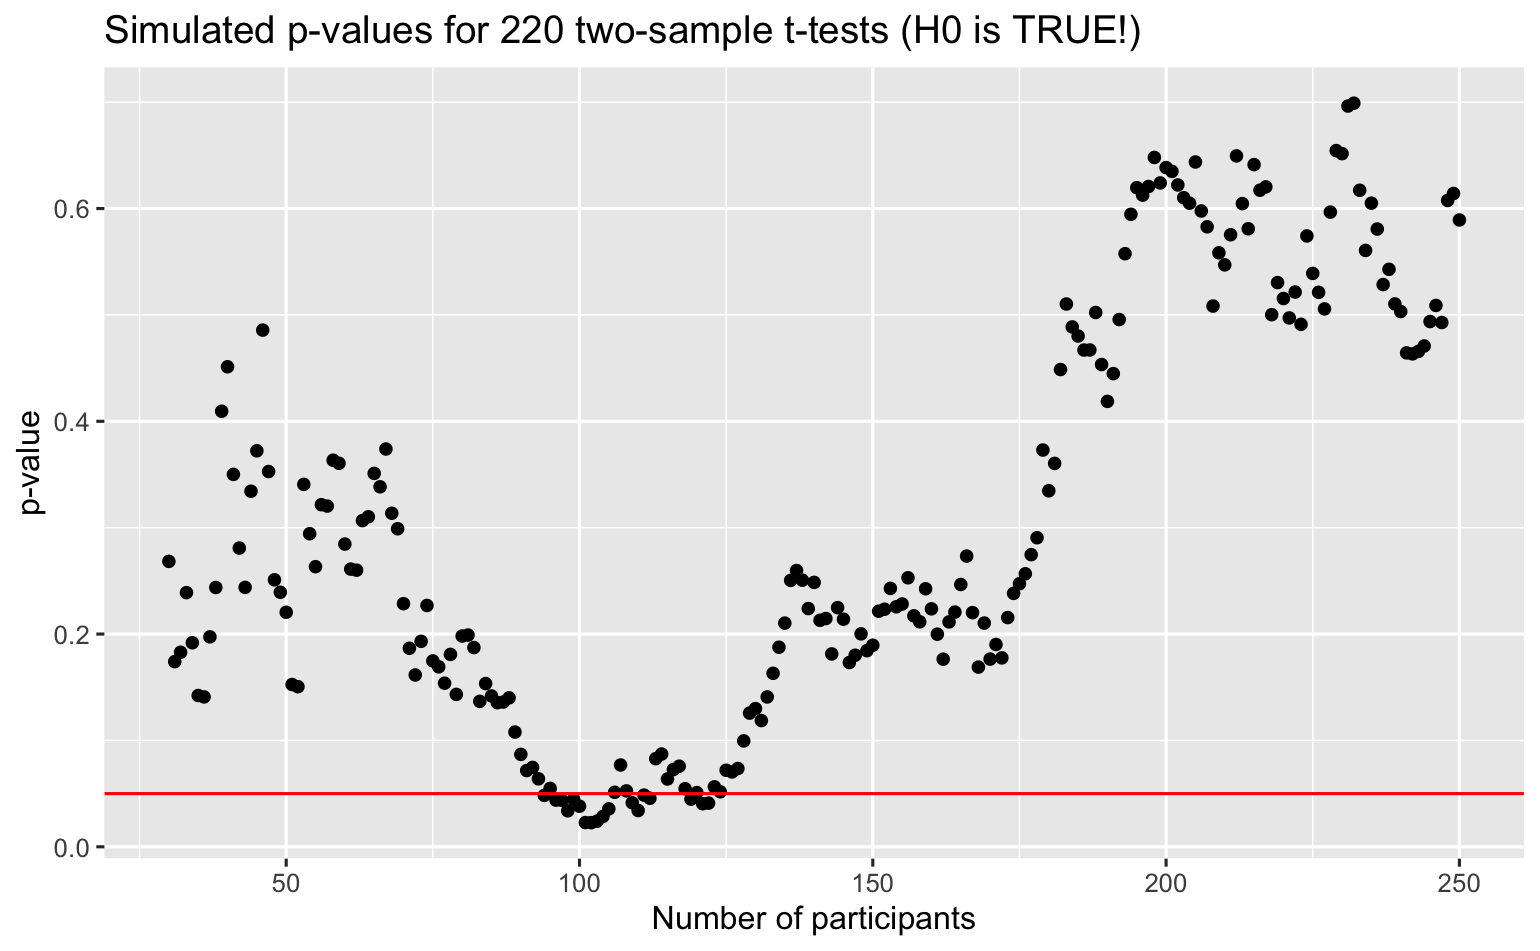 Simulated p-values for 220 two-sample t-tests (H0 is TRUE!)
p-value
0.6
0.4
0.2
0.0
50 100 150 200 250
Number of participants